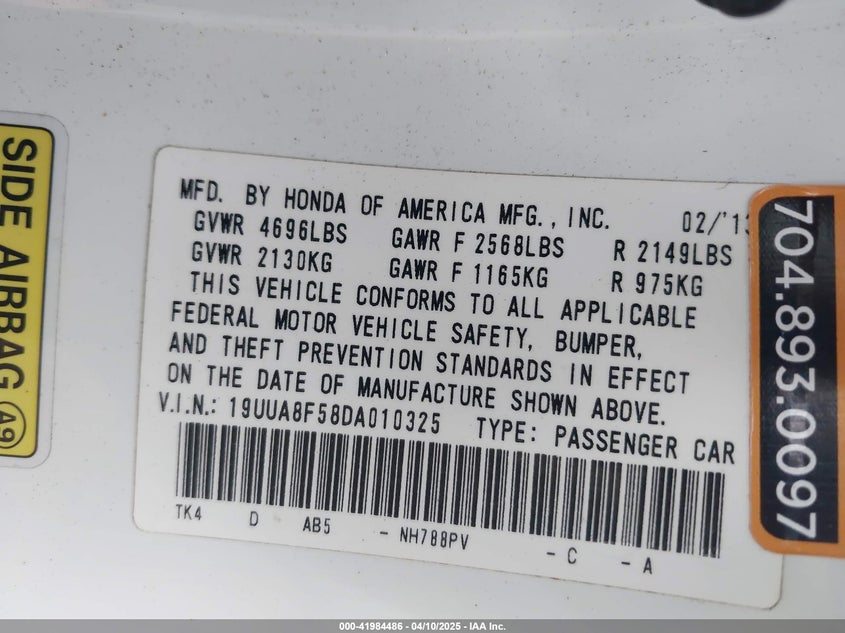 SIDE AIRBAG A9
MFD. BY HONDA OF AMERICA MFG., INC. 02/'13
GVWR 4696LBS GAWR F 2568LBS R 2149LBS
GVWR 2130KG GAWR F 1165KG R 975KG
THIS VEHICLE CONFORMS TO ALL APPLICABLE
FEDERAL MOTOR VEHICLE SAFETY, BUMPER,
AND THEFT PREVENTION STANDARDS IN EFFECT
ON THE DATE OF MANUFACTURE SHOWN ABOVE.
V.I.N.: 19UUA8F58DA010325 TYPE: PASSENGER CAR
TK4 D AB5 - NH788PV - C - A
704.893.0097
000-41984486 - 04/10/2025 - IAA Inc.